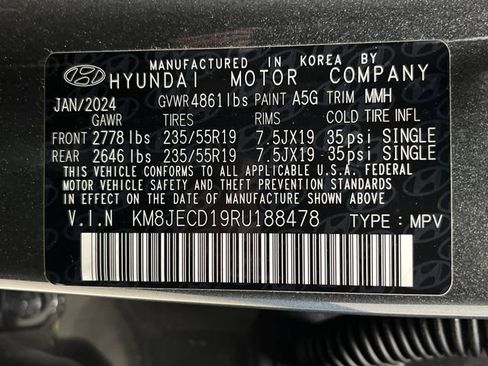 MANUFACTURED IN KOREA BY
HYUNDAI MOTOR COMPANY
JAN/2024 GVWR 4861 lbs PAINT A5G TRIM MMH
GAWR TIRES RIMS COLD TIRE INFL
FRONT 2778 lbs 235/55R19 7.5JX19 35psi SINGLE
REAR 2646 lbs 235/55R19 7.5JX19 35psi SINGLE
THIS VEHICLE CONFORMS TO ALL APPLICABLE U.S.A. FEDERAL
MOTOR VEHICLE SAFETY AND THEFT PREVENTION STANDARDS IN
EFFECT ON THE DATE OF MANUFACTURE SHOWN ABOVE
V.I.N KM8JECD19RU188478 TYPE : MPV